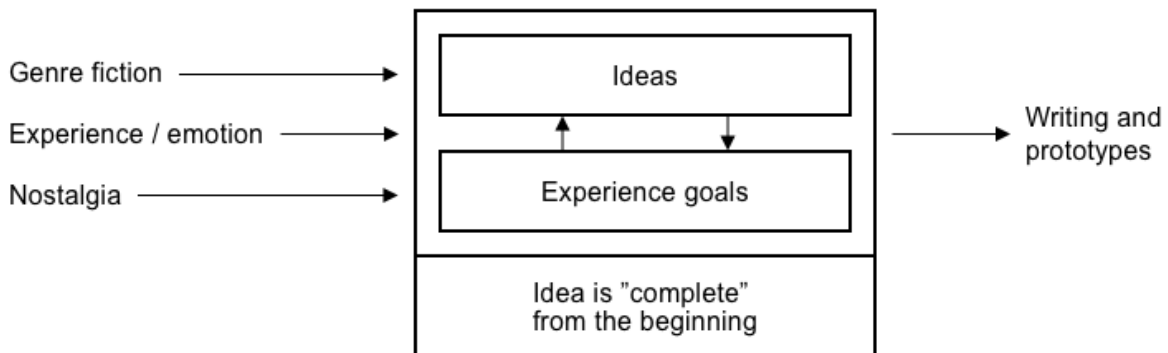 Genre fiction
Experience / emotion
Nostalgia
Ideas
Experience goals
Idea is ”complete”
from the beginning
Writing and
prototypes